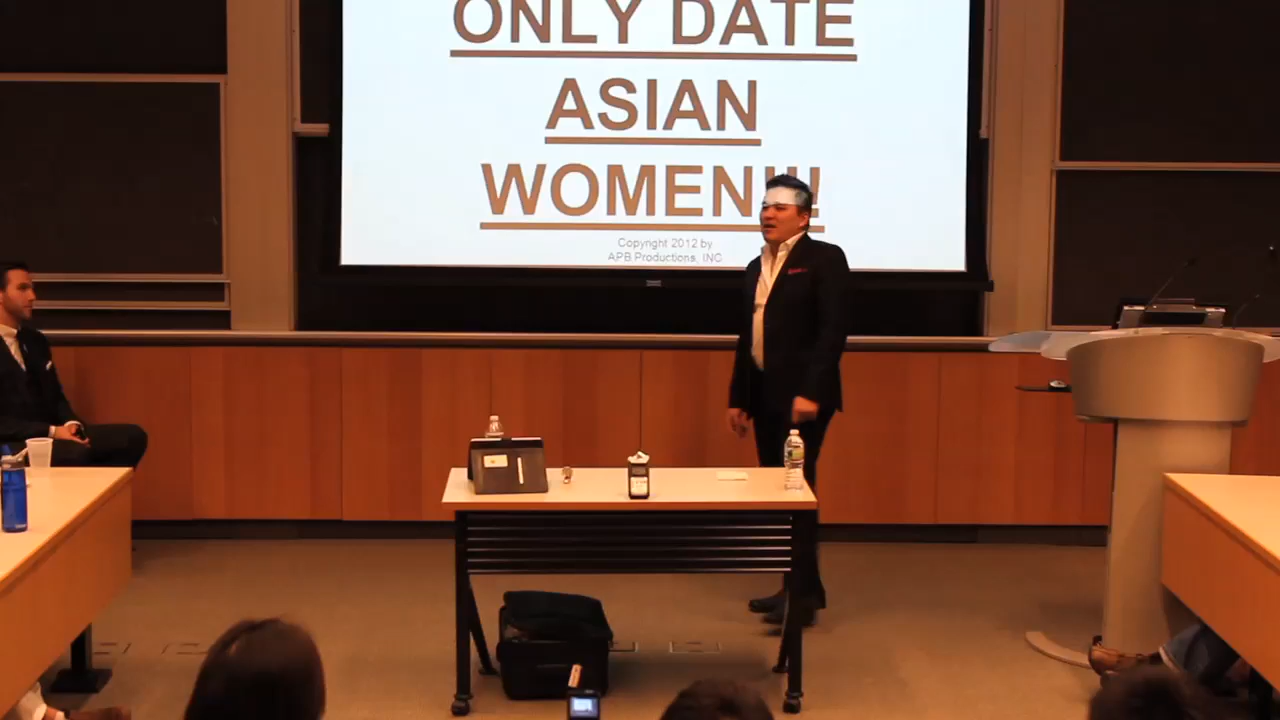 ONLY DATE
ASIAN
WOMEN!!!
Copyright 2012 by
APB Productions, INC